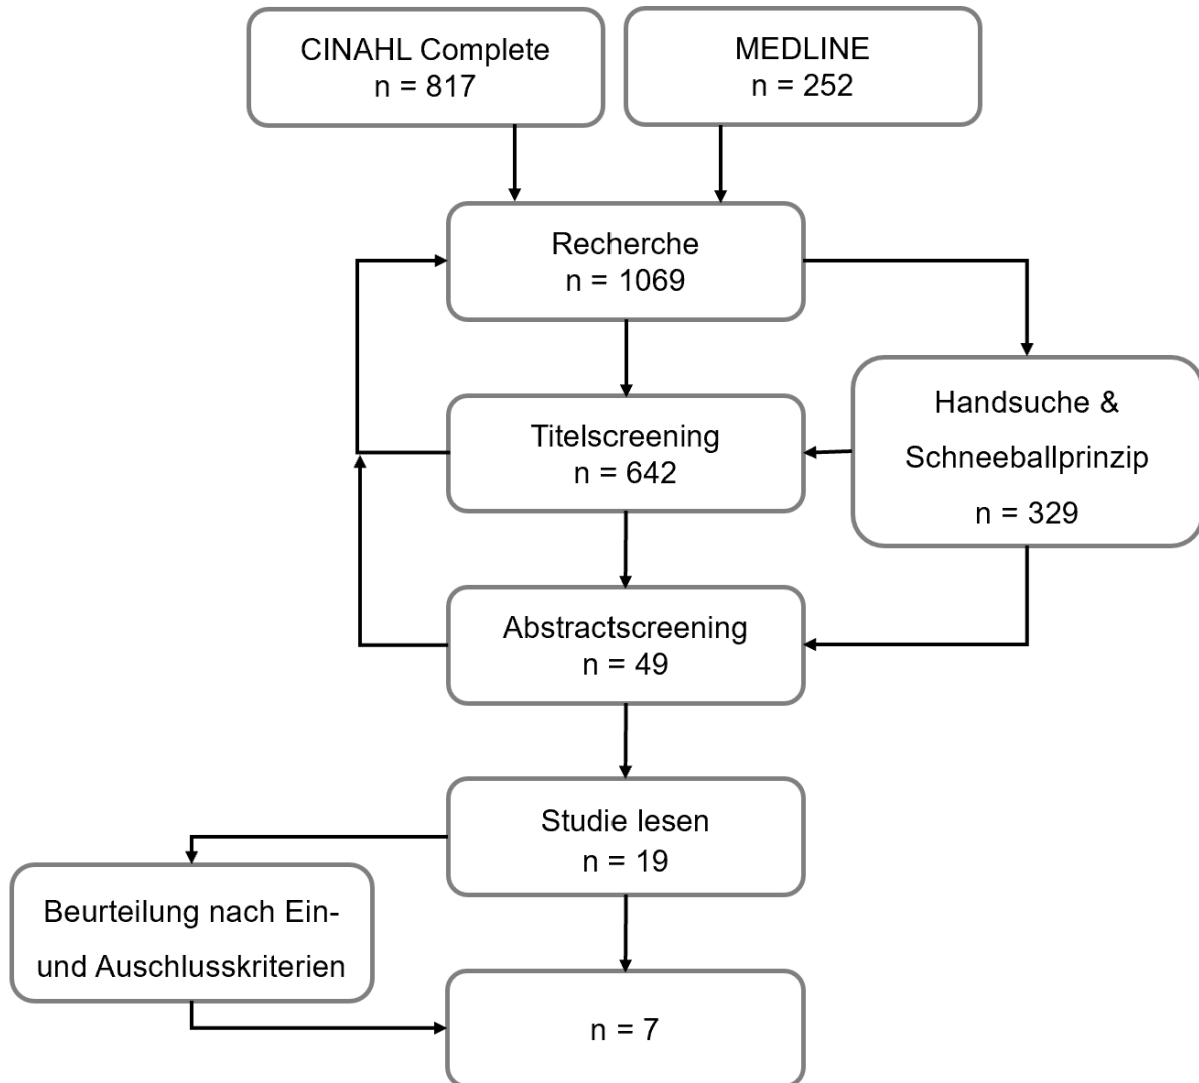 CINAHL Complete
n = 817
MEDLINE
n = 252
Recherche
n = 1069
Handsuche &
Schneeballprinzip
n = 329
Titelscreening
n = 642
Abstractscreening
n = 49
Studie lesen
n = 19
Beurteilung nach Ein-
und Auschlusskriterien
n = 7